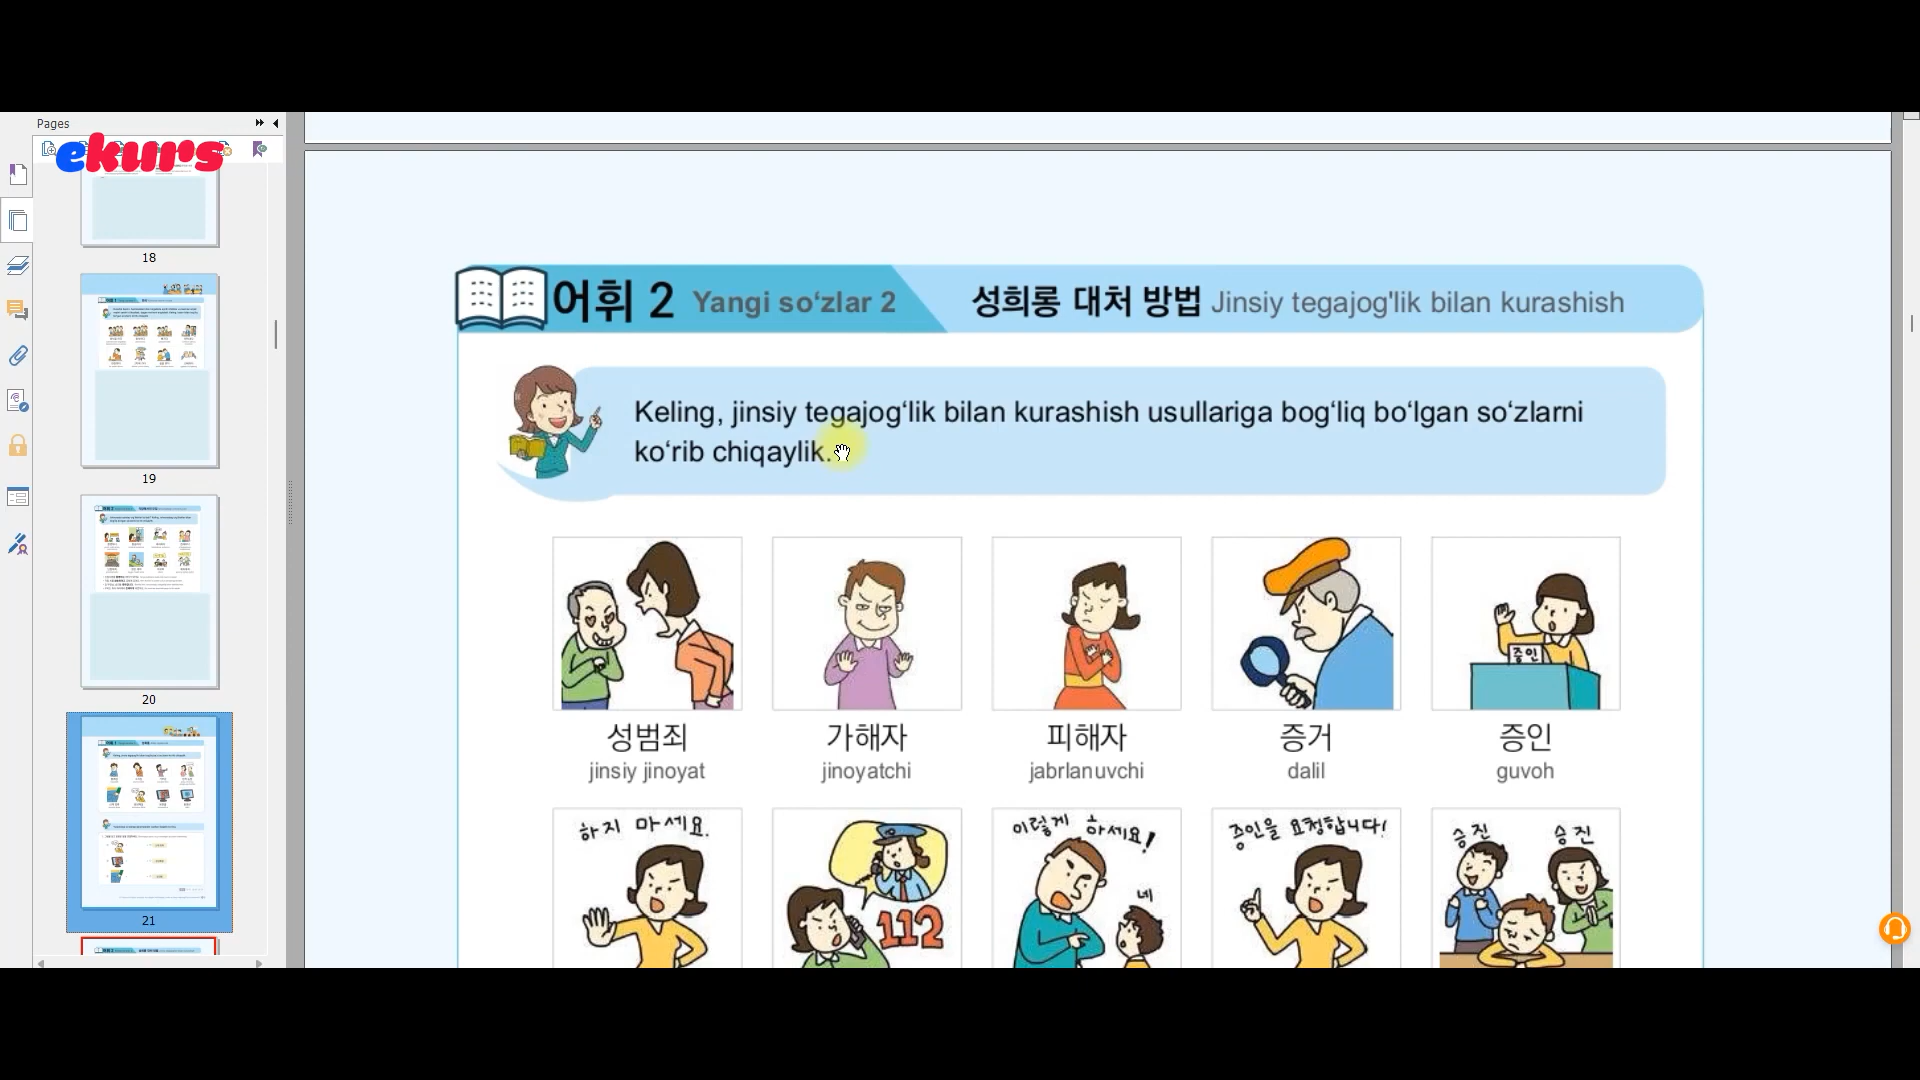 Pages
ekurs
18
19
20
21
어휘 2 Yangi so‘zlar 2 성희롱 대처 방법 Jinsiy tegajog'lik bilan kurashish
Keling, jinsiy tegajog‘lik bilan kurashish usullariga bog‘liq bo‘lgan so‘zlarni
ko‘rib chiqaylik.
증인
성범죄 가해자 피해자 증거 증인
jinsiy jinoyat jinoyatchi jabrlanuvchi dalil guvoh
하지 마세요. 이렇게 하세요! 증인을 요청합니다! 승진 승진
네
112